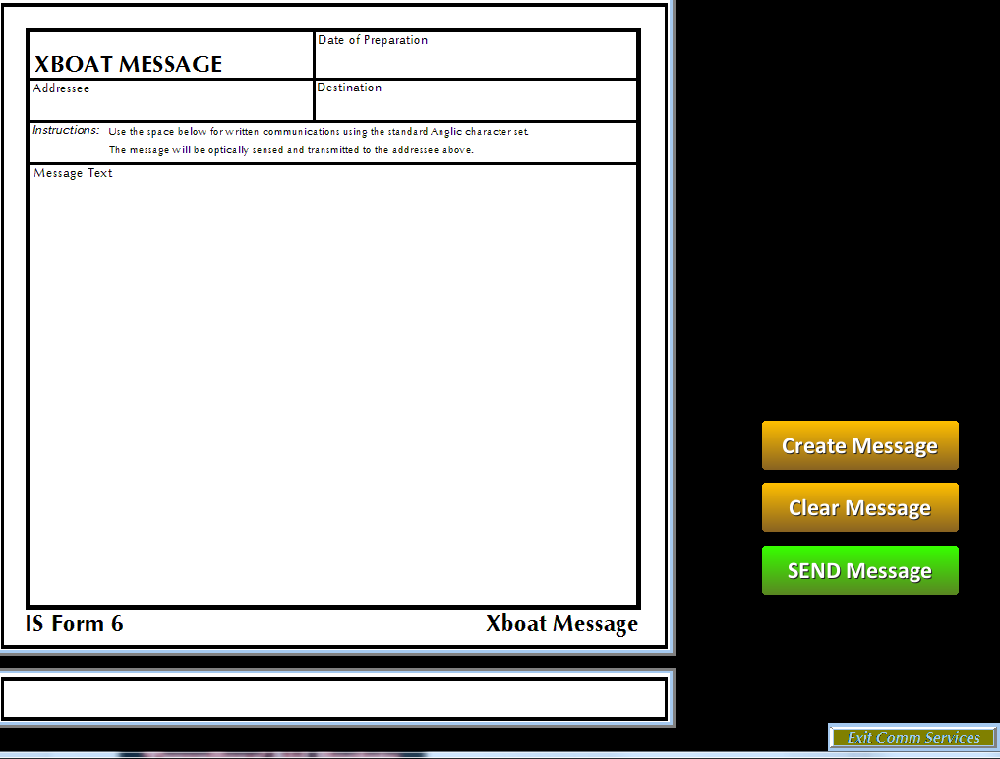 Date of Preparation
XBOAT MESSAGE
Addressee
Destination
Instructions: Use the space below for written communications using the standard Anglic character set.
The message will be optically sensed and transmitted to the addressee above.
Message Text
Create Message
Clear Message
SEND Message
IS Form 6
Xboat Message
Exit Comm Services